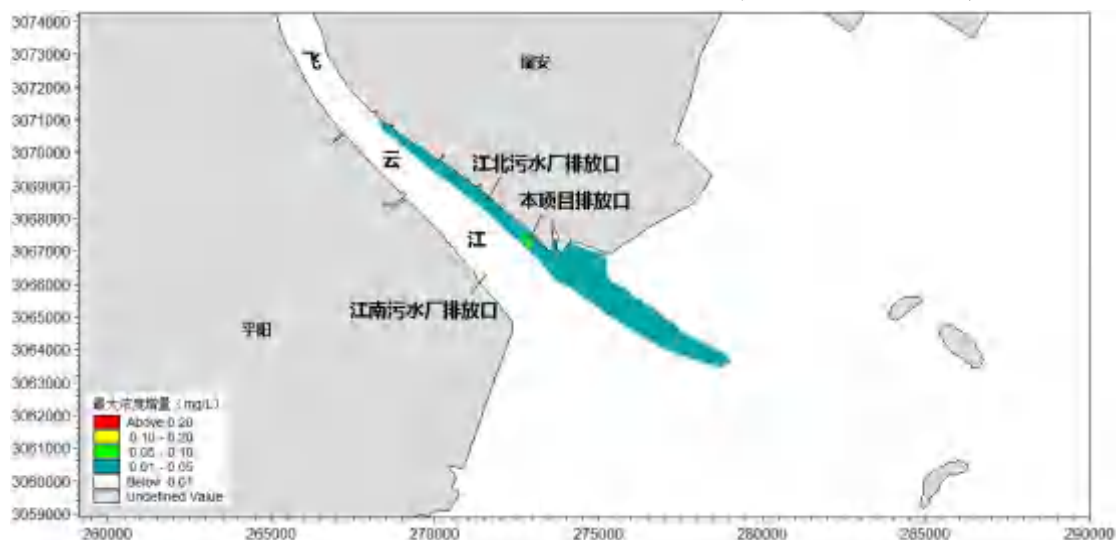 3074000
3073000
3072000
3071000
3070000
3069000
3068000
3067000
3066000
3065000
3064000
3063000
3062000
3061000
3060000
3059000
飞
云
江
瑞安
江北污水厂排放口
本项目排放口
江南污水厂排放口
平阳
最大浓度增量（mg/L）
Above 0.20
0.10 - 0.20
0.05 - 0.10
0.01 - 0.05
Below 0.01
Undefined Value
260000 265000 270000 275000 280000 285000 290000